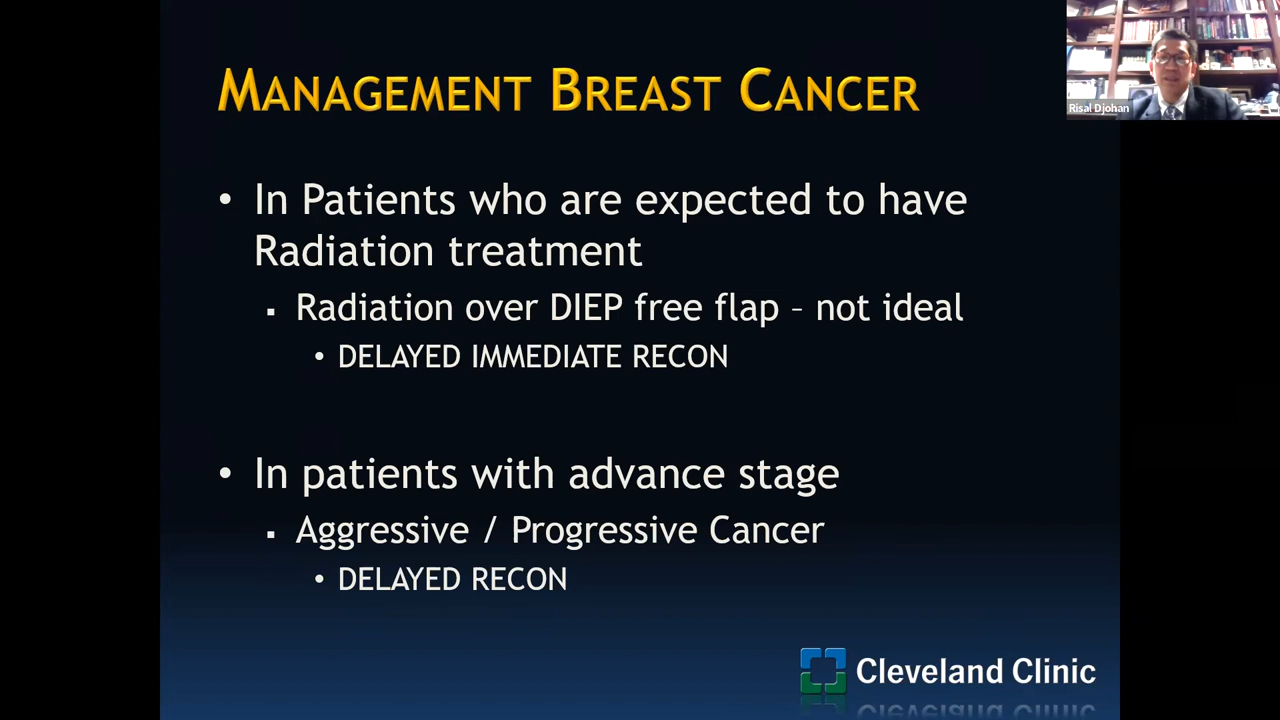 MANAGEMENT BREAST CANCER
Risal Djohan
• In Patients who are expected to have
Radiation treatment
▪ Radiation over DIEP free flap – not ideal
• DELAYED IMMEDIATE RECON
• In patients with advance stage
▪ Aggressive / Progressive Cancer
• DELAYED RECON
Cleveland Clinic